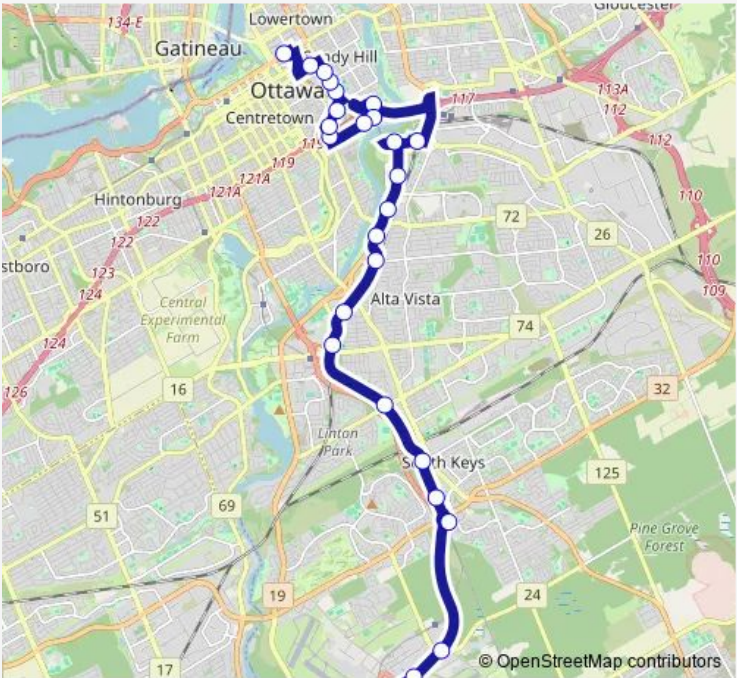 Gloucester
Lowertown
134-E
Gatineau
Sandy Hill
Ottawa
117
113A
112
Centretown
119
112
119
121A
110
Hintonburg
121A
122
72
26
122
stboro
110
123
109
124
Alta Vista
Central
Experimental
Farm
74
124
126
16
32
Linton
Park
South Keys
125
69
51
Pine Grove
Forest
19
24
17
© OpenStreetMap contributors